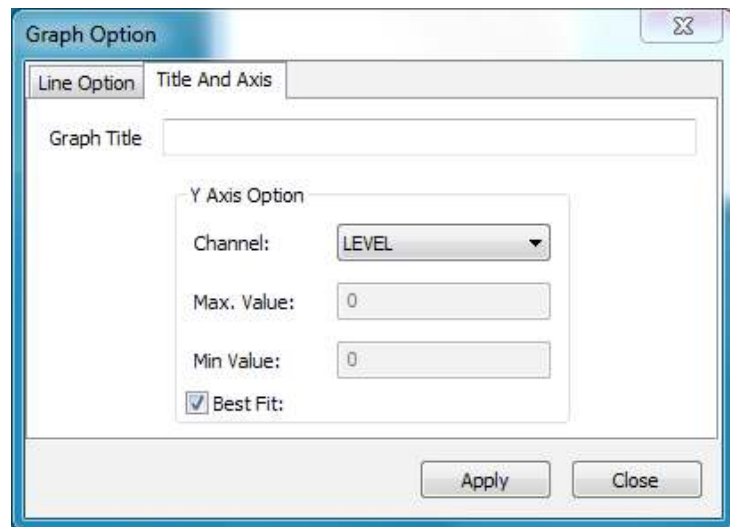 Graph Option
Line Option Title And Axis
Graph Title
Y Axis Option
Channel: LEVEL
Max. Value: 0
Min Value: 0
Best Fit:
Apply Close